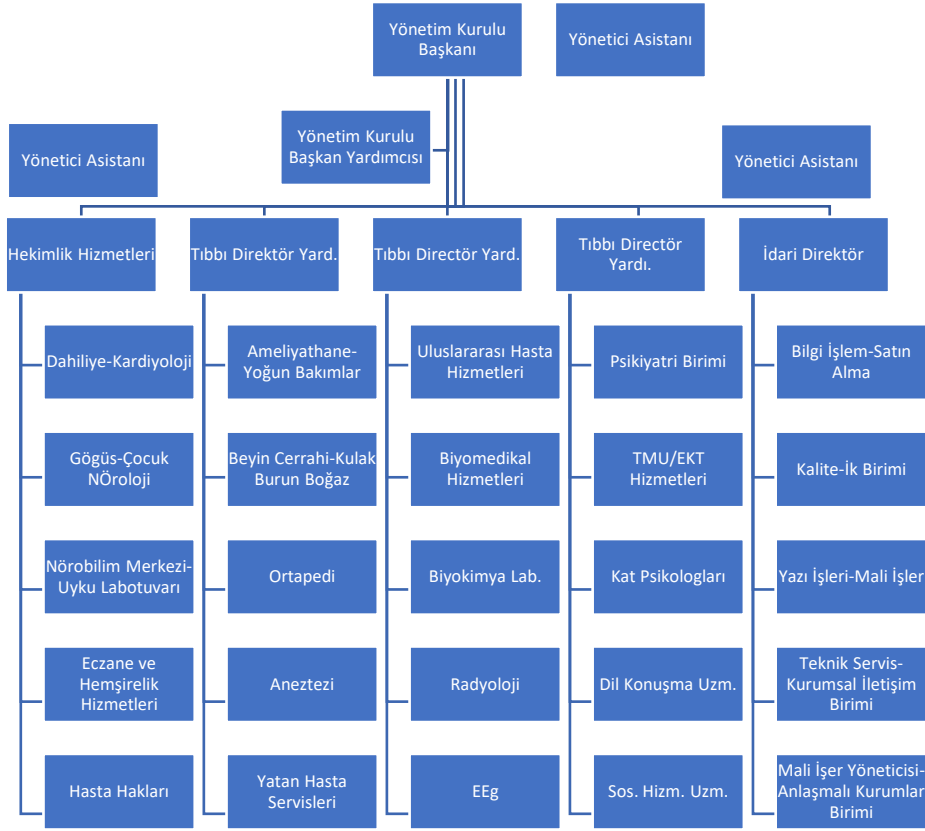 Yönetim Kurulu
Başkanı
Yönetici Asistanı
Yönetim Kurulu
Başkan Yardımcısı
Yönetici Asistanı
Yönetici Asistanı
Hekimlik Hizmetleri
Tıbbı Direktör Yard.
Tıbbı Directör Yard.
Tıbbı Directör
Yardı.
İdari Direktör
Dahiliye-Kardiyoloji
Ameliyathane-
Yoğun Bakımlar
Uluslararası Hasta
Hizmetleri
Psikiyatri Birimi
Bilgi İşlem-Satın
Alma
Gögüs-Çocuk
NÖroloji
Beyin Cerrahi-Kulak
Burun Boğaz
Biyomedikal
Hizmetleri
TMU/EKT
Hizmetleri
Kalite-İk Birimi
Nörobilim Merkezi-
Uyku Labotuvarı
Ortapedi
Biyokimya Lab.
Kat Psikologları
Yazı İşleri-Mali İşler
Eczane ve
Hemşirelik
Hizmetleri
Aneztezi
Radyoloji
Dil Konuşma Uzm.
Teknik Servis-
Kurumsal İletişim
Birimi
Hasta Hakları
Yatan Hasta
Servisleri
EEg
Sos. Hizm. Uzm.
Mali İşer Yöneticisi-
Anlaşmalı Kurumlar
Birimi